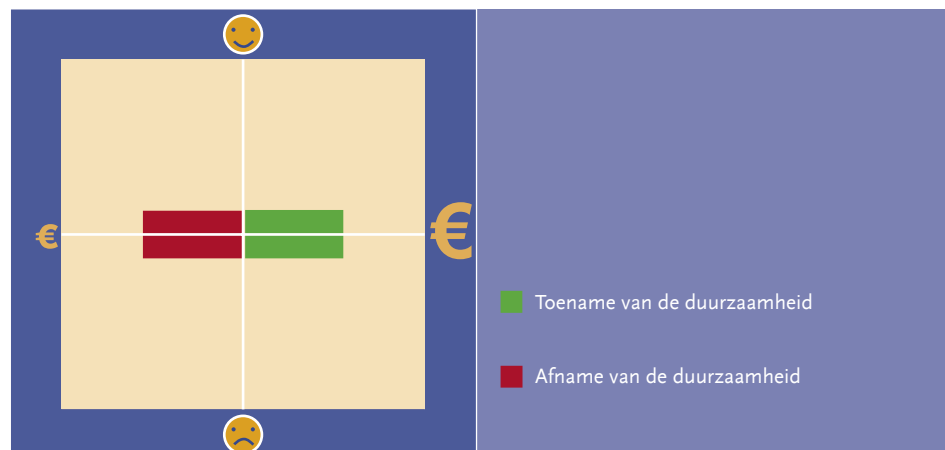 €
€
Toename van de duurzaamheid
Afname van de duurzaamheid